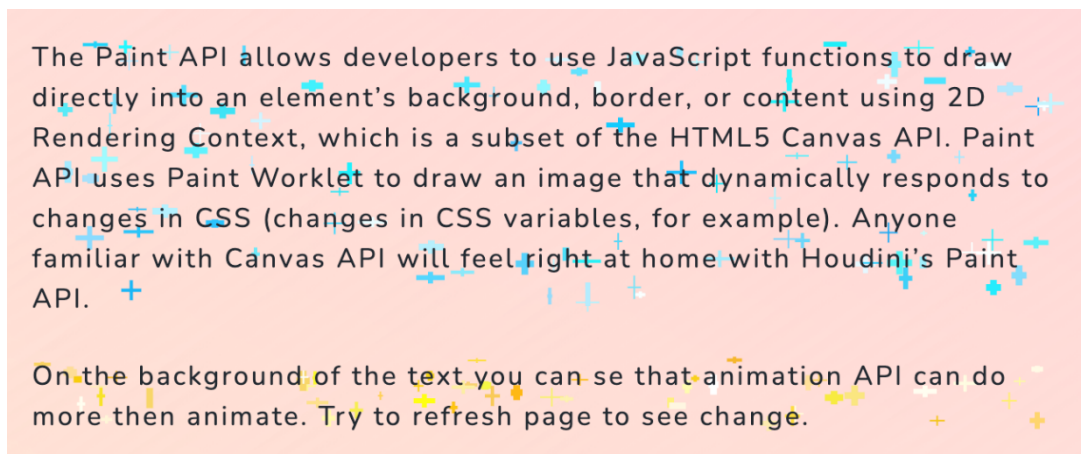 The Paint API allows developers to use JavaScript functions to draw
directly into an element’s background, border, or content using 2D
Rendering Context, which is a subset of the HTML5 Canvas API. Paint
API uses Paint Worklet to draw an image that dynamically responds to
changes in CSS (changes in CSS variables, for example). Anyone
familiar with Canvas API will feel right at home with Houdini’s Paint
API.
On the background of the text you can se that animation API can do
more then animate. Try to refresh page to see change.